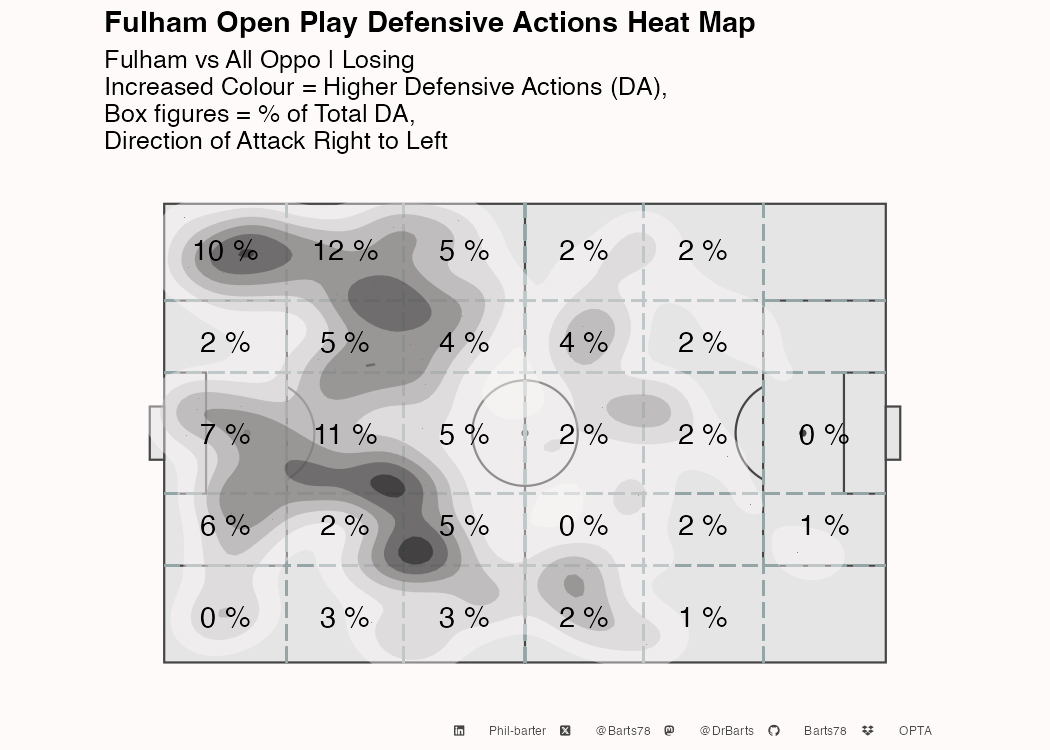 Fulham Open Play Defensive Actions Heat Map
Fulham vs All Oppo | Losing
Increased Colour = Higher Defensive Actions (DA),
Box figures = % of Total DA,
Direction of Attack Right to Left
10 % 12 % 5 % 2 % 2 %
2 % 5 % 4 % 4 % 2 %
7 % 11 % 5 % 2 % 2 % 0 %
6 % 2 % 5 % 0 % 2 % 1 %
0 % 3 % 3 % 2 % 1 %
Phil-barter @Barts78 @DrBarts Barts78 OPTA